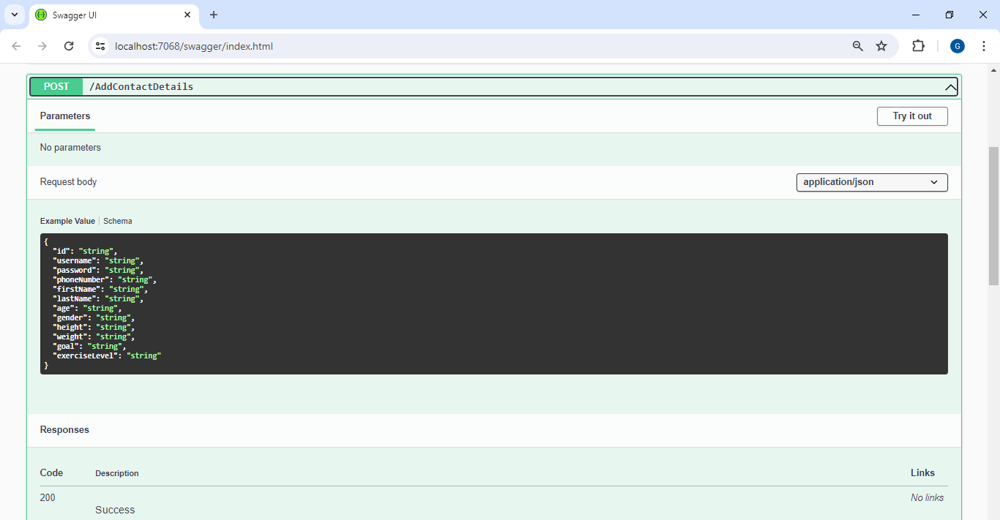 Swagger UI
localhost:7068/swagger/index.html
G
POST /AddContactDetails
Parameters
Try it out
No parameters
Request body
application/json
Example Value Schema
{
"id": "string",
"username": "string",
"password": "string",
"phoneNumber": "string",
"firstName": "string",
"lastName": "string",
"age": "string",
"gender": "string",
"height": "string",
"weight": "string",
"goal": "string",
"exerciseLevel": "string"
}
Responses
Code Description Links
200 No links
Success